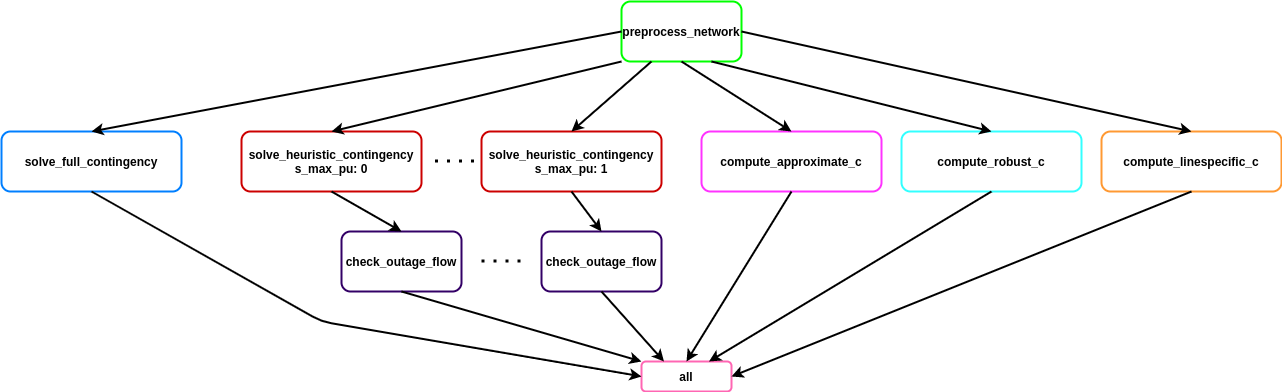 preprocess_network
solve_full_contingency
solve_heuristic_contingency
s_max_pu: 0
solve_heuristic_contingency
s_max_pu: 1
compute_approximate_c
compute_robust_c
compute_linespecific_c
check_outage_flow
check_outage_flow
all